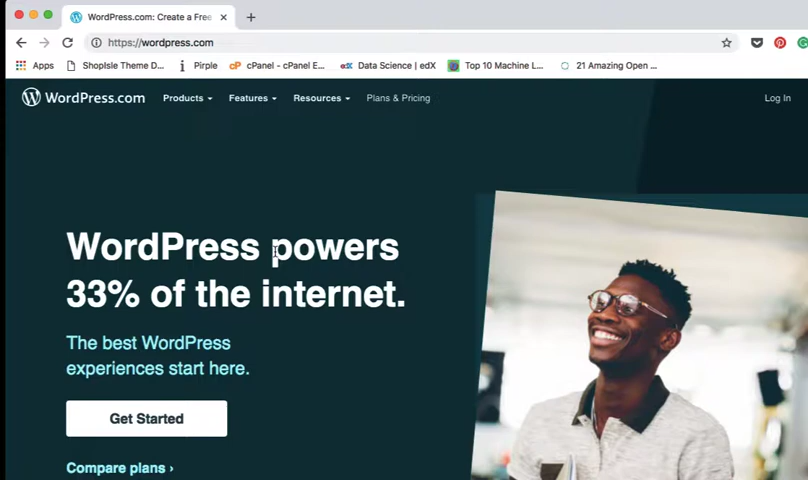 WordPress.com: Create a Free
https://wordpress.com
Apps ShopIsle Theme D... Pirple cPanel - cPanel E... Data Science | edX Top 10 Machine L... 21 Amazing Open ...
WordPress.com Products Features Resources Plans & Pricing Log In
WordPress powers
33% of the internet.
The best WordPress
experiences start here.
Get Started
Compare plans ›